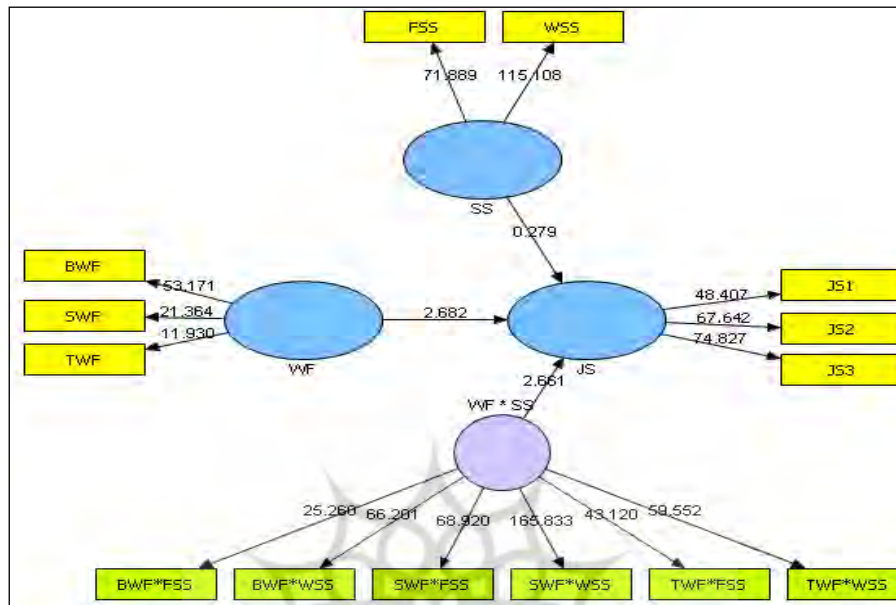 FSS WSS
71.889 115.108
SS
0.279
BWF
53.171
SWF
21.364
TWF
11.930
WF
2.682
JS
48.407
JS1
67.642
JS2
74.827
JS3
2.661
WF * SS
25.260 66.201 68.920 165.833 43.120 59.552
BWF*FSS BWF*WSS SWF*FSS SWF*WSS TWF*FSS TWF*WSS